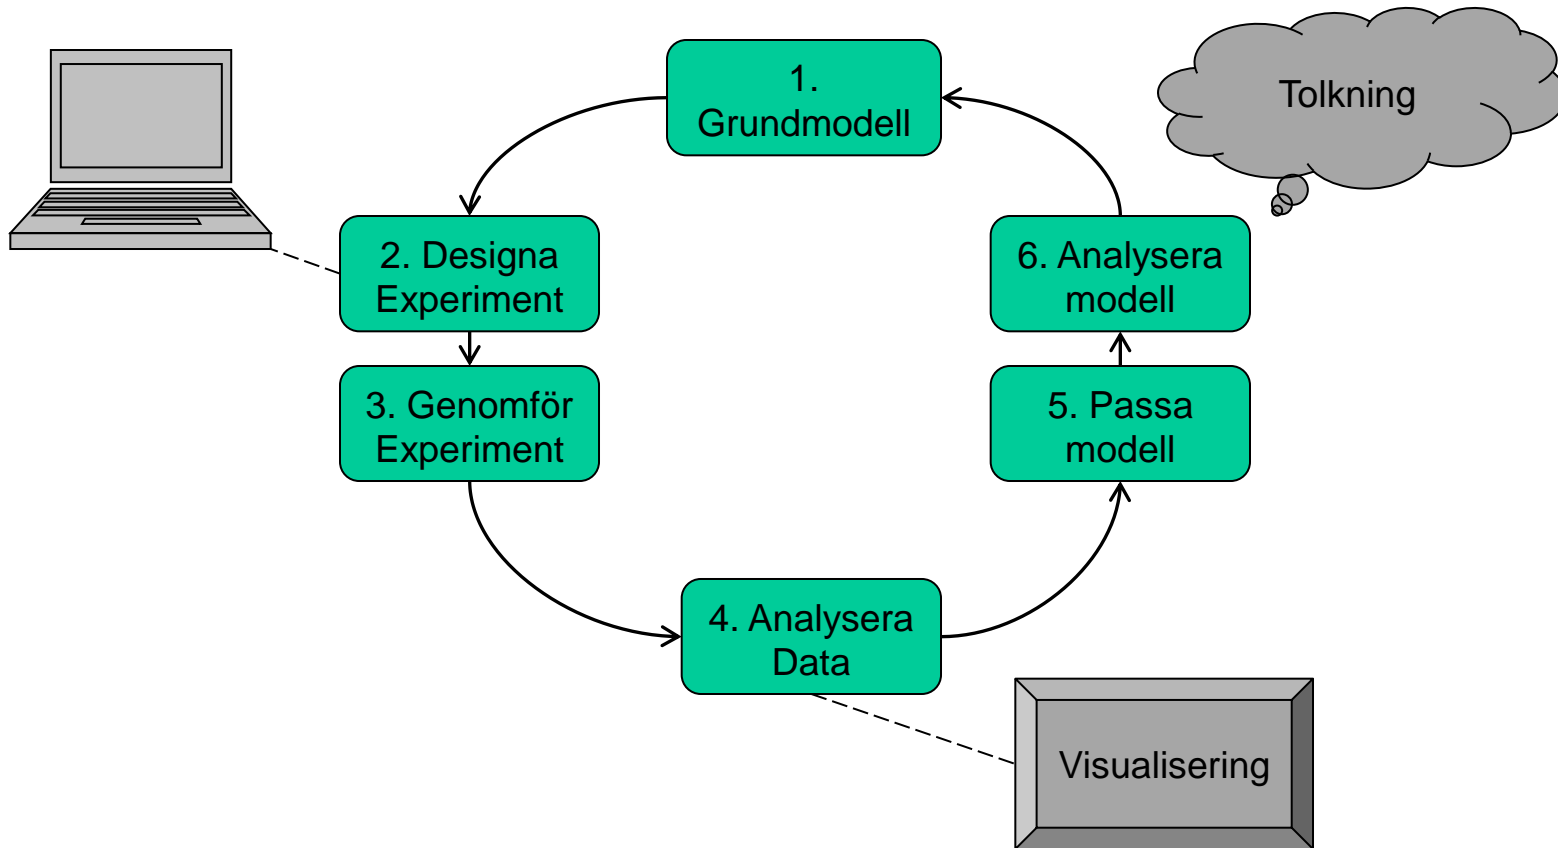 1.
Grundmodell
Tolkning
2. Designa
Experiment
6. Analysera
modell
3. Genomför
Experiment
5. Passa
modell
4. Analysera
Data
Visualisering